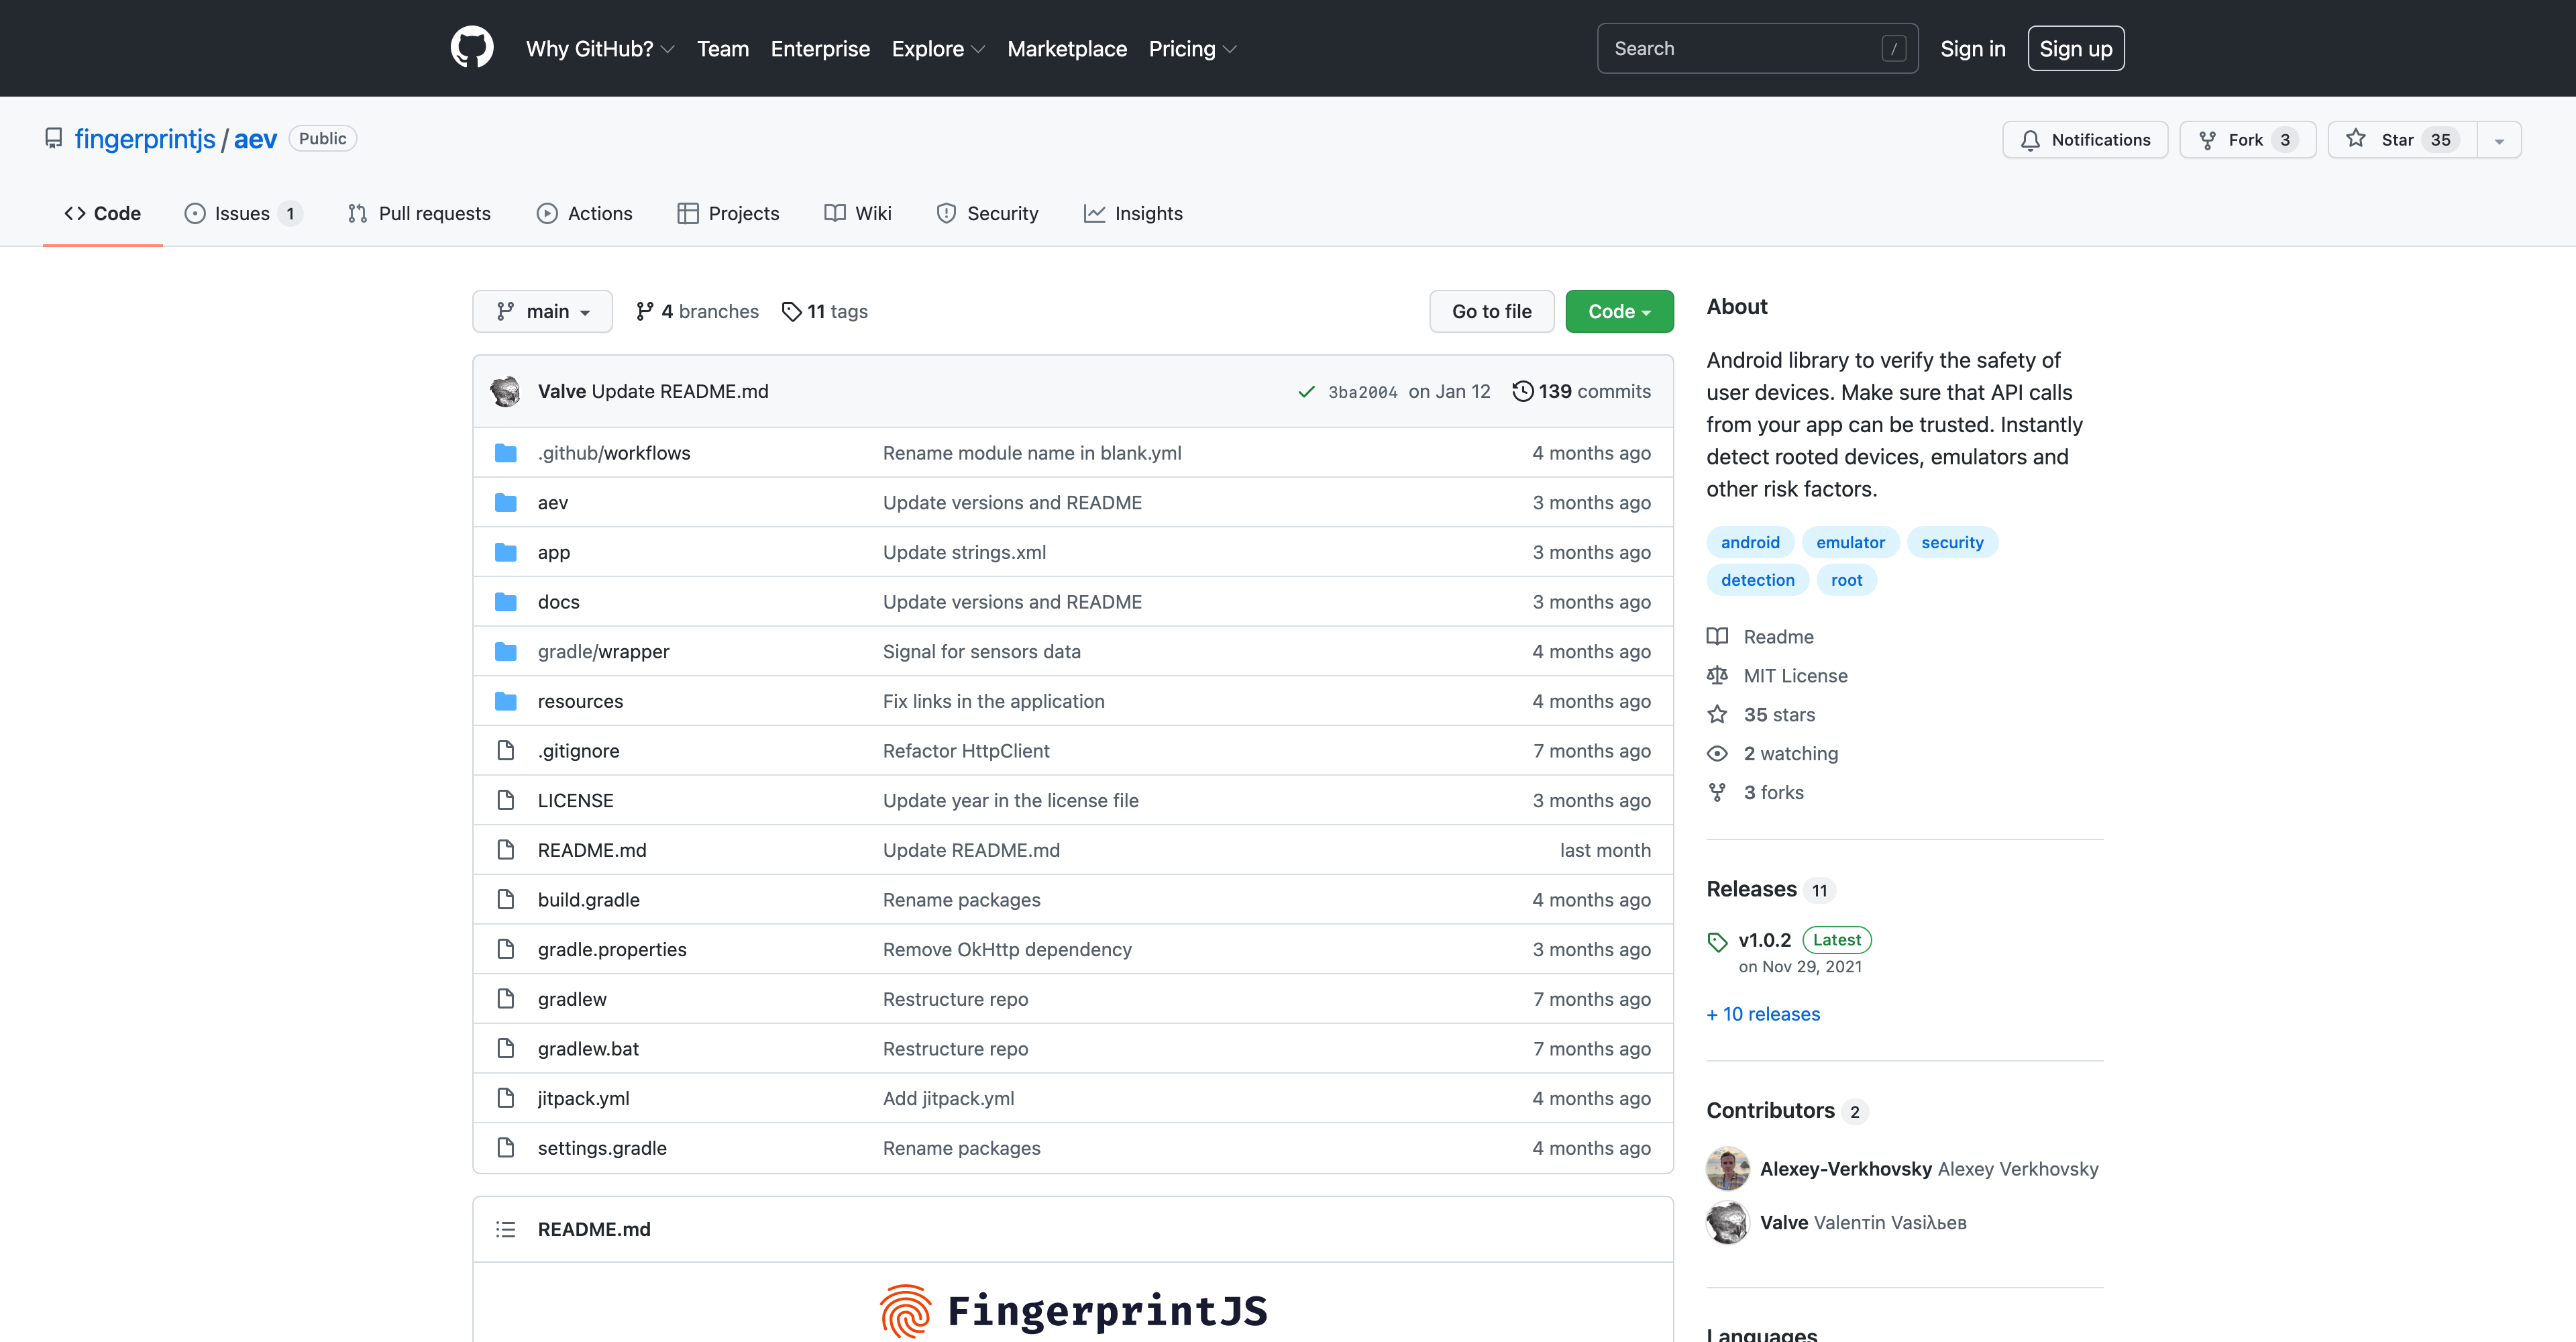 Why GitHub? Team Enterprise Explore Marketplace Pricing Search / Sign in Sign up
fingerprintjs / aev Public Notifications Fork 3 Star 35
Code Issues 1 Pull requests Actions Projects Wiki Security Insights
main 4 branches 11 tags Go to file Code
Valve Update README.md 3ba2004 on Jan 12 139 commits
.github/workflows Rename module name in blank.yml 4 months ago
aev Update versions and README 3 months ago
app Update strings.xml 3 months ago
docs Update versions and README 3 months ago
gradle/wrapper Signal for sensors data 4 months ago
resources Fix links in the application 4 months ago
.gitignore Refactor HttpClient 7 months ago
LICENSE Update year in the license file 3 months ago
README.md Update README.md last month
build.gradle Rename packages 4 months ago
gradle.properties Remove OkHttp dependency 3 months ago
gradlew Restructure repo 7 months ago
gradlew.bat Restructure repo 7 months ago
jitpack.yml Add jitpack.yml 4 months ago
settings.gradle Rename packages 4 months ago
README.md
FingerprintJS
About
Android library to verify the safety of
user devices. Make sure that API calls
from your app can be trusted. Instantly
detect rooted devices, emulators and
other risk factors.
android emulator security
detection root
Readme
MIT License
35 stars
2 watching
3 forks
Releases 11
v1.0.2 Latest
on Nov 29, 2021
+ 10 releases
Contributors 2
Alexey-Verkhovsky Alexey Verkhovsky
Valve Valenтin Vasiλьев
Languages